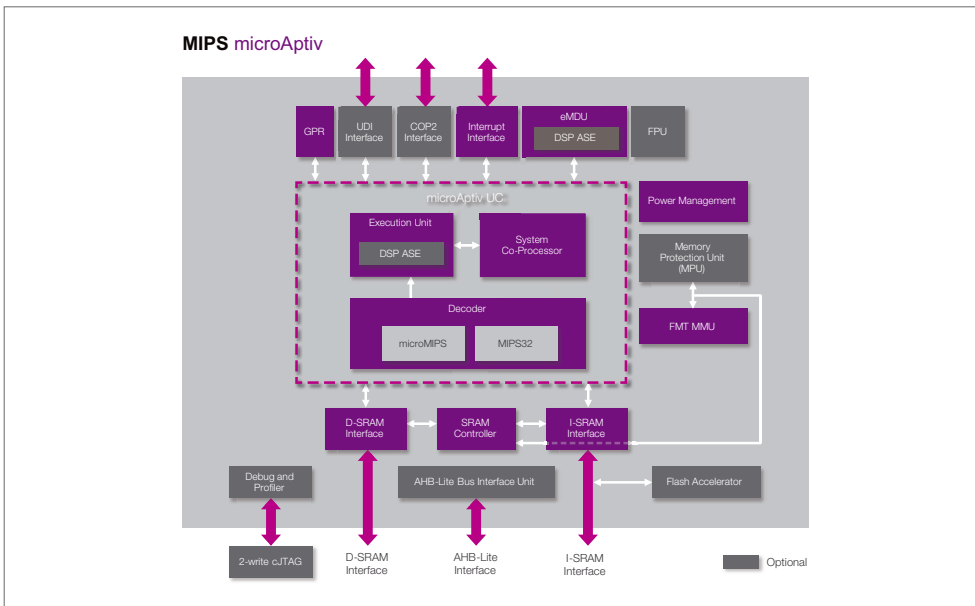 MIPS microAptiv
GPR
UDI
Interface
COP2
Interface
Interrupt
Interface
eMDU
DSP ASE
FPU
microAptiv UC
Execution Unit
DSP ASE
System
Co-Processor
Power Management
Memory
Protection Unit
(MPU)
Decoder
microMIPS
MIPS32
FMT MMU
D-SRAM
Interface
SRAM
Controller
I-SRAM
Interface
Debug and
Profiler
AHB-Lite Bus Interface Unit
Flash Accelerator
2-write cJTAG
D-SRAM
Interface
AHB-Lite
Interface
I-SRAM
Interface
Optional